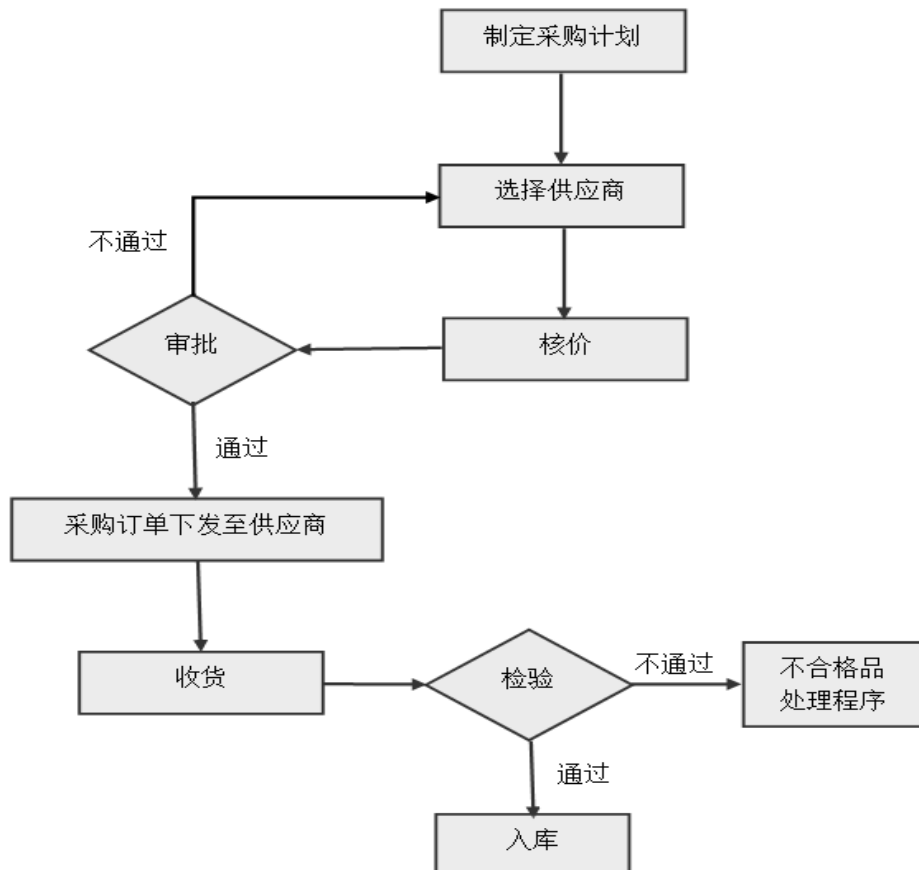 制定采购计划
选择供应商
不通过
审批
核价
通过
采购订单下发至供应商
收货
检验
不通过
不合格品
处理程序
通过
入库